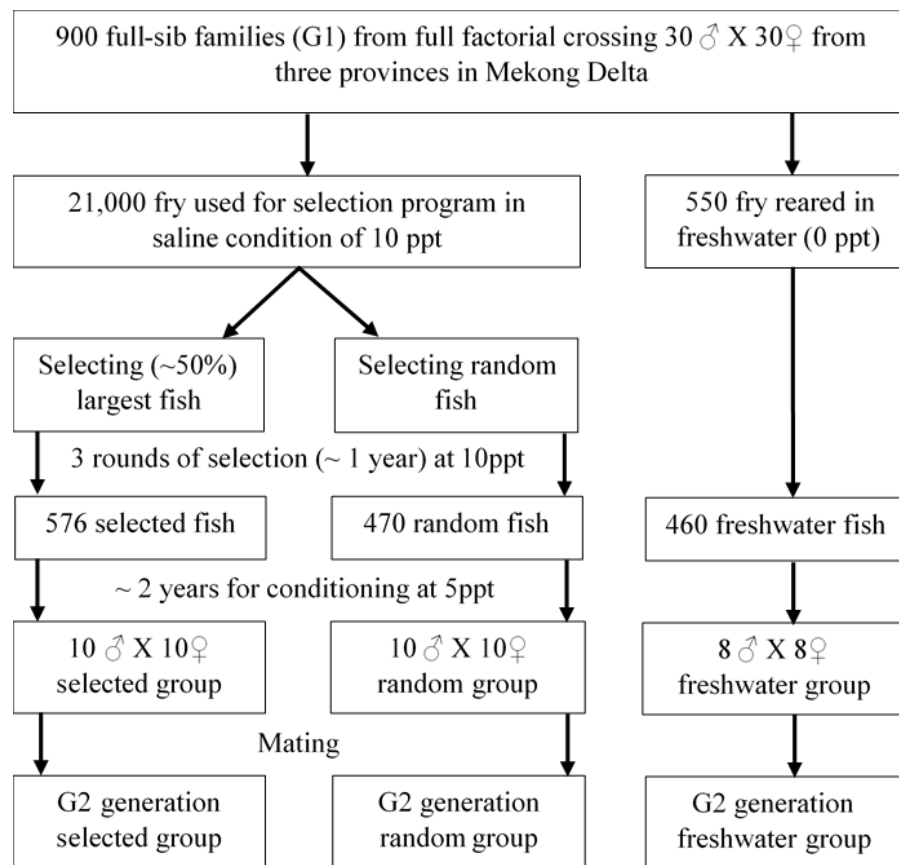 900 full-sib families (G1) from full factorial crossing 30 ♂ X 30♀ from
three provinces in Mekong Delta
21,000 fry used for selection program in
saline condition of 10 ppt
550 fry reared in
freshwater (0 ppt)
Selecting (~50%)
largest fish
Selecting random
fish
3 rounds of selection (~ 1 year) at 10ppt
576 selected fish
470 random fish
460 freshwater fish
~ 2 years for conditioning at 5ppt
10 ♂ X 10♀
selected group
10 ♂ X 10♀
random group
8 ♂ X 8♀
freshwater group
Mating
G2 generation
selected group
G2 generation
random group
G2 generation
freshwater group